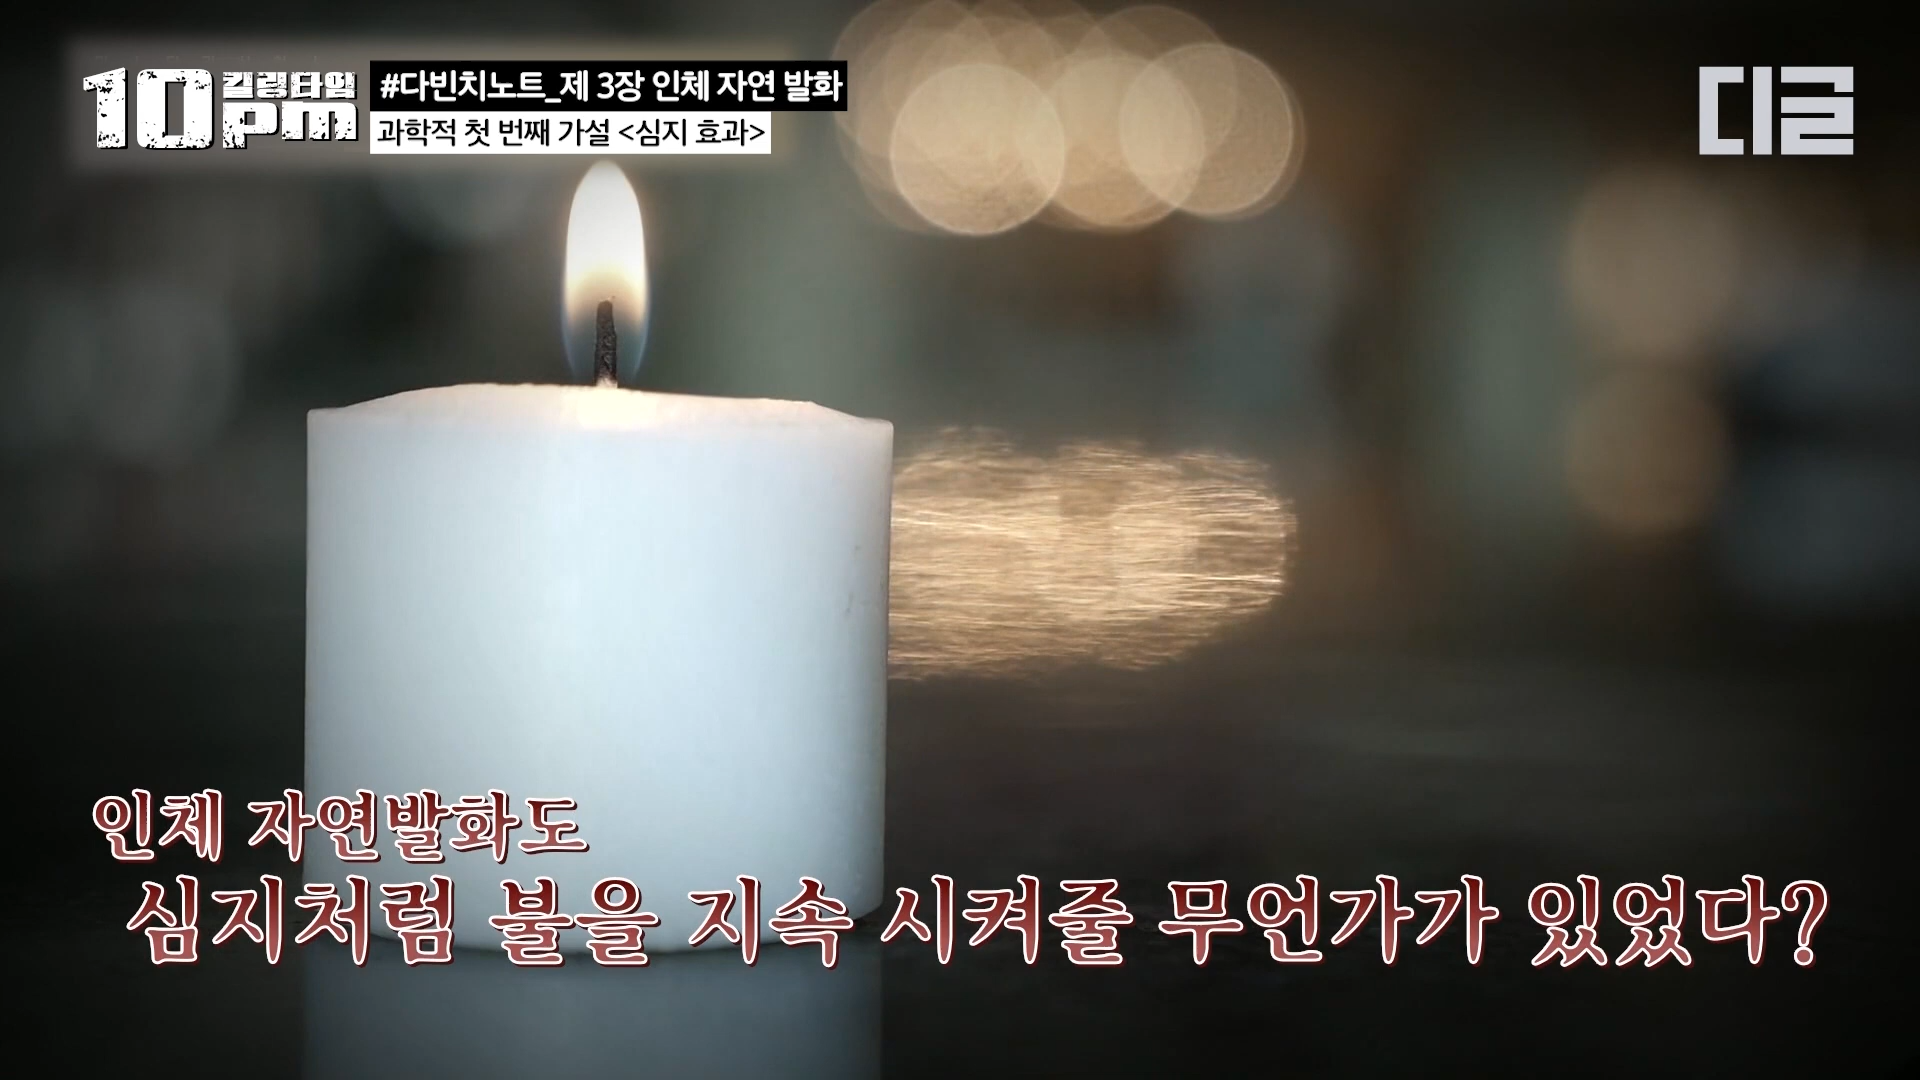 10pm 킬링타임
#다빈치노트_제 3장 인체 자연 발화
과학적 첫 번째 가설 <심지 효과>
디글
인체 자연발화도
심지처럼 불을 지속 시켜줄 무언가가 있었다?